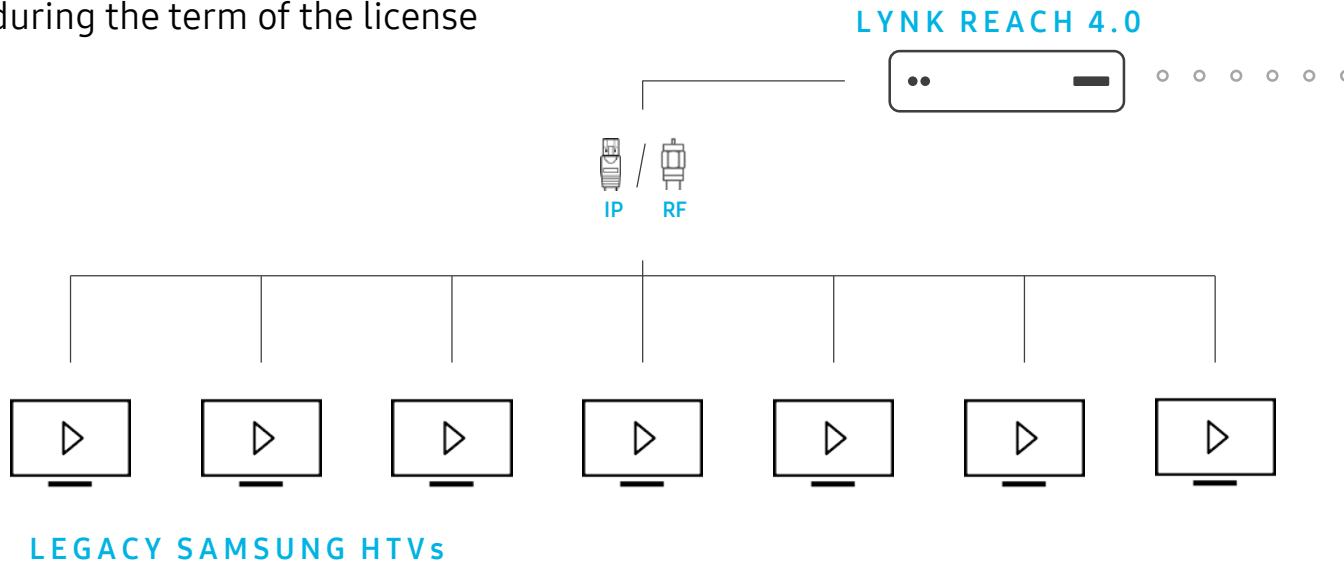 during the term of the license
LYNK REACH 4.0
/
IP RF
LEGACY SAMSUNG HTVs